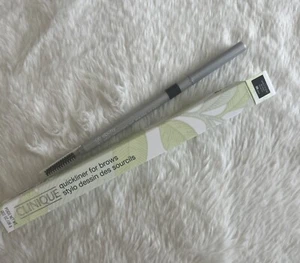 CLINIQUE
quickliner for brows
stylo dessin des sourcils